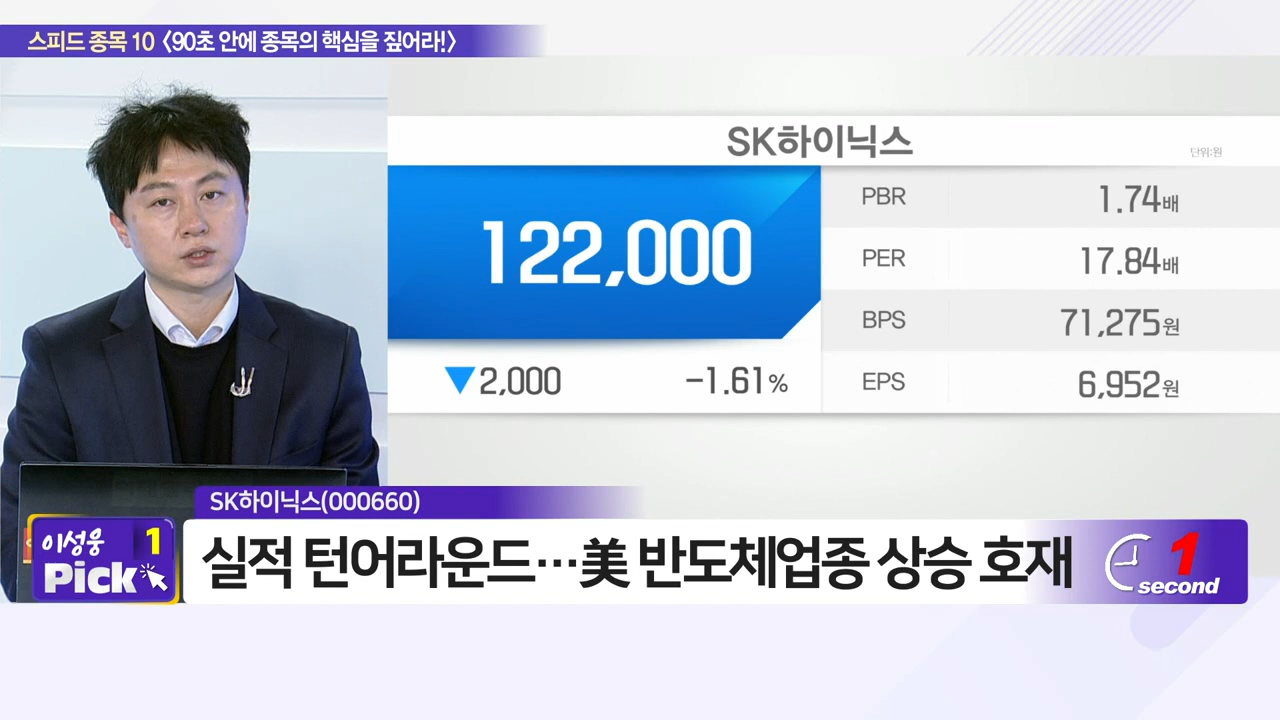 스피드 종목 10 〈90초 안에 종목의 핵심을 짚어라!〉
SK하이닉스
단위:원
122,000
▼2,000 -1.61%
PBR 1.74배
PER 17.84배
BPS 71,275원
EPS 6,952원
SK하이닉스(000660)
이성웅 1
Pick
실적 턴어라운드…美 반도체업종 상승 호재
1
second